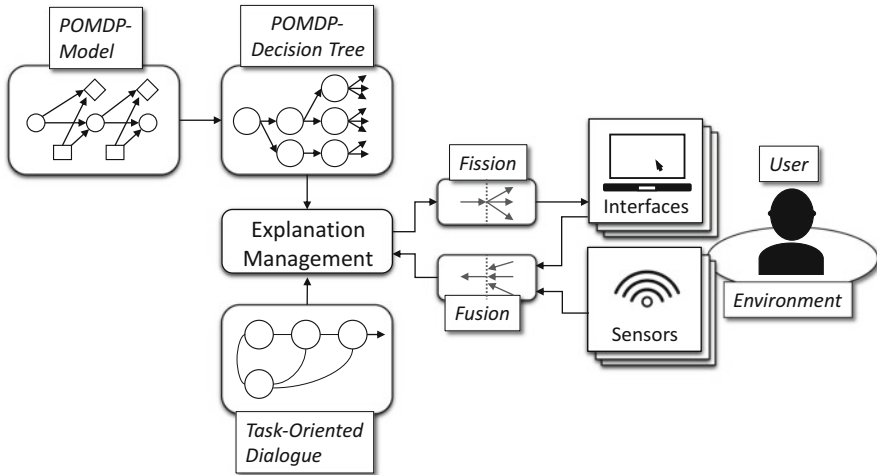 POMDP-
Model
POMDP-
Decision Tree
Fission
Interfaces
User
Explanation
Management
Fusion
Sensors
Environment
Task-Oriented
Dialogue